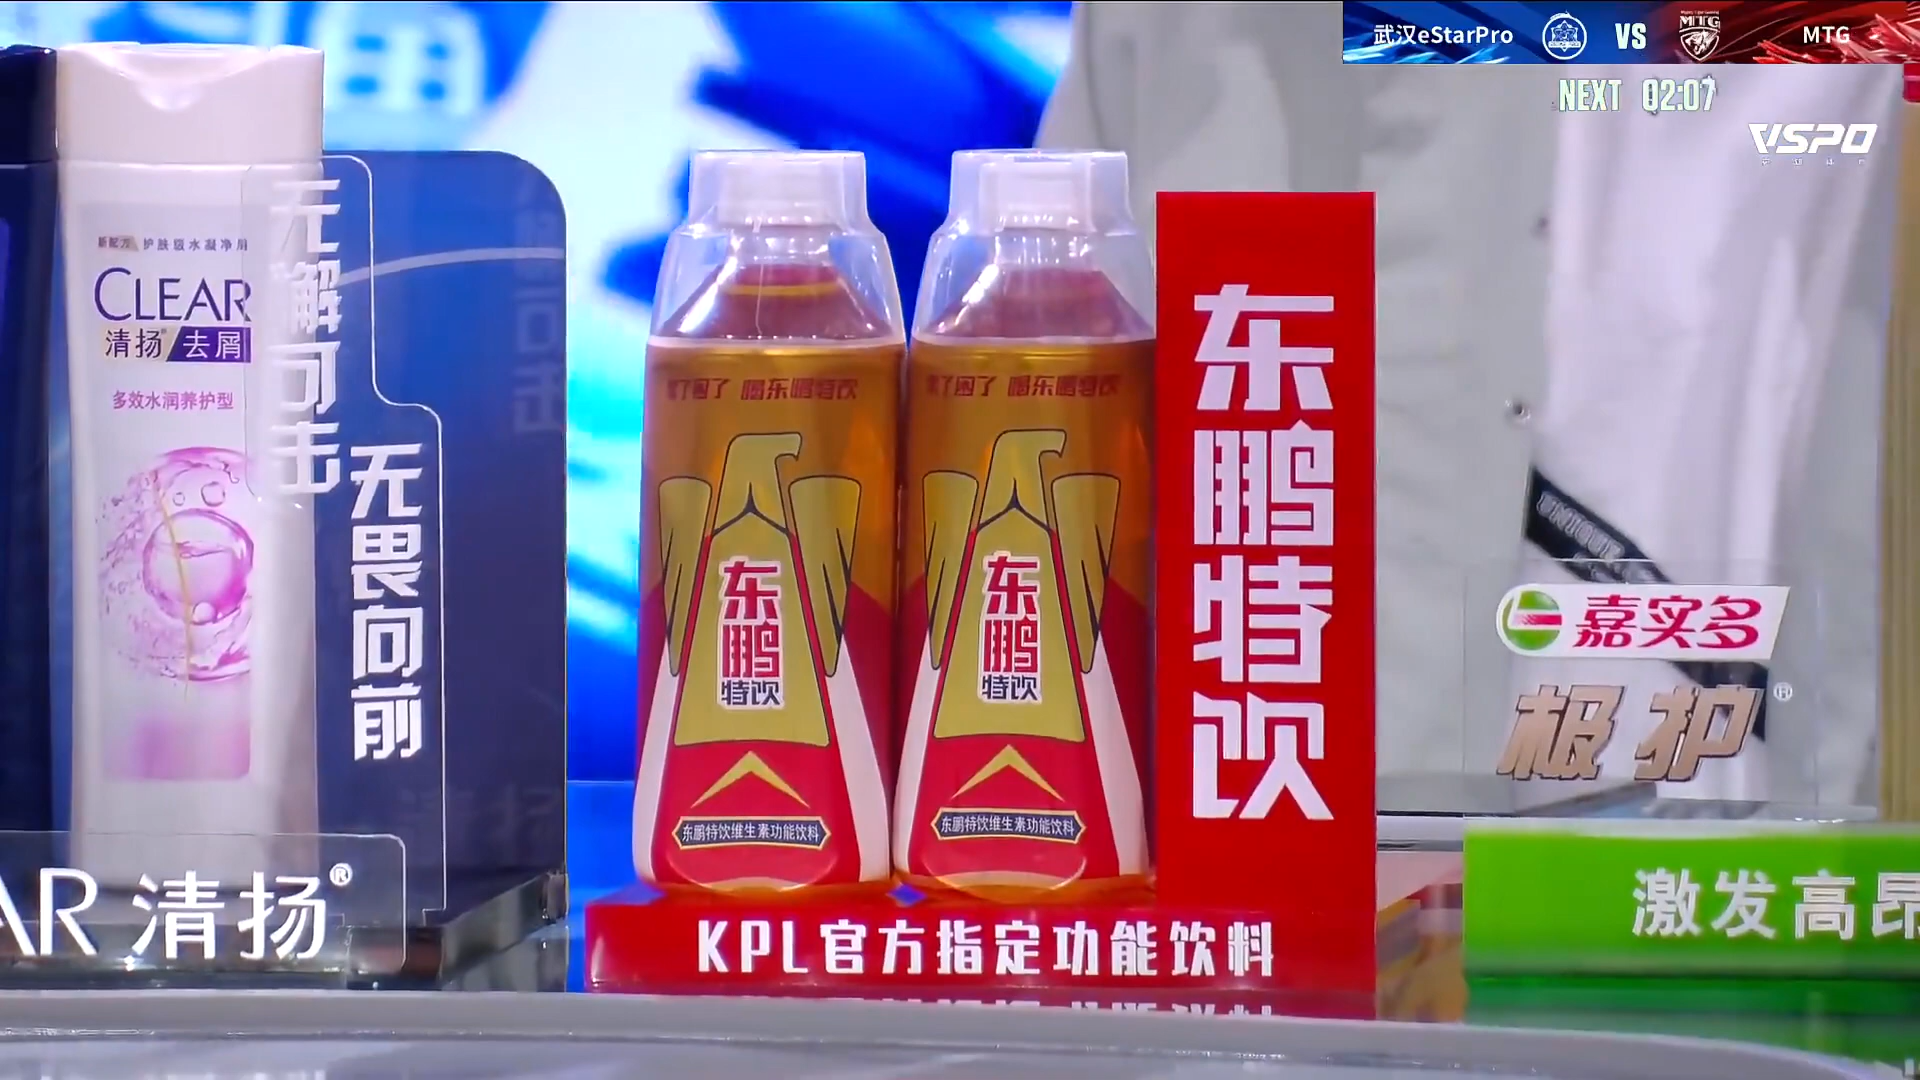 武汉eStarPro
VS
MTG
MTG
NEXT 02:07
VSPO
CLEAR
清扬
去屑
多效水润养护型
无解可击
无畏向前
AR 清扬®
累了困了 喝东鹏特饮
东鹏
特饮
东鹏特饮维生素功能饮料
累了困了 喝东鹏特饮
东鹏
特饮
东鹏特饮维生素功能饮料
东鹏特饮
KPL官方指定功能饮料
嘉实多
极护®
激发高昂